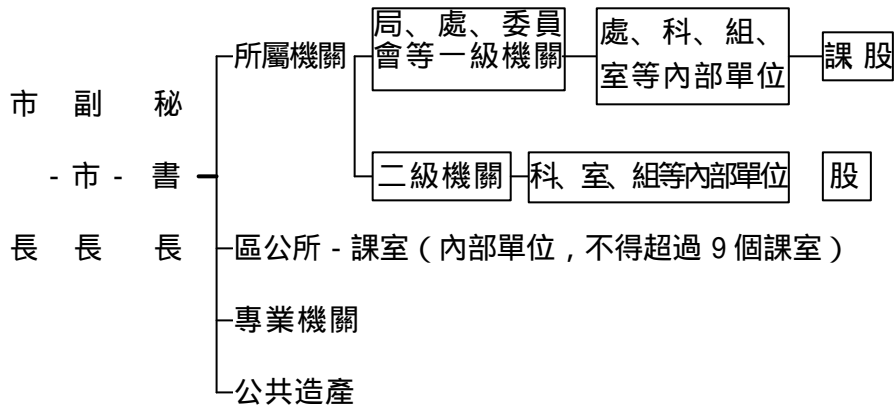 市長-副市長-秘書長
所屬機關
局、處、委員
會等一級機關
處、科、組、
室等內部單位
課股
二級機關
科、室、組等內部單位
股
區公所-課室(內部單位,不得超過9個課室)
專業機關
公共造產